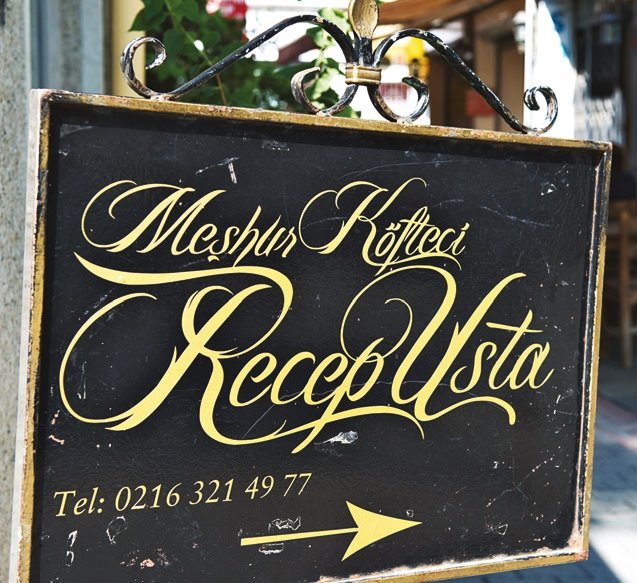 Meşhur Köfteci
Recep Usta
Tel: 0216 321 49 77